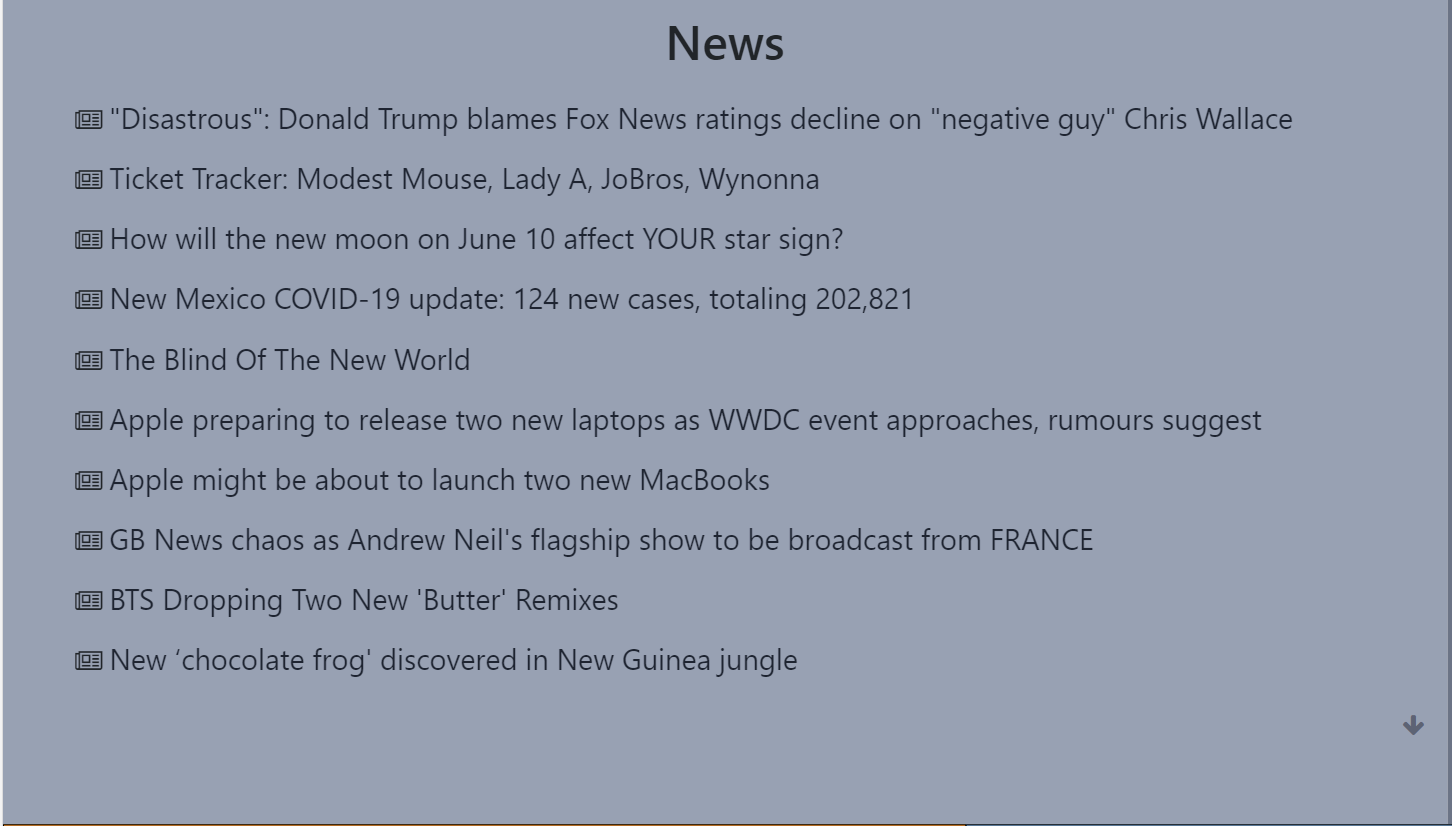 News
"Disastrous": Donald Trump blames Fox News ratings decline on "negative guy" Chris Wallace
Ticket Tracker: Modest Mouse, Lady A, JoBros, Wynonna
How will the new moon on June 10 affect YOUR star sign?
New Mexico COVID-19 update: 124 new cases, totaling 202,821
The Blind Of The New World
Apple preparing to release two new laptops as WWDC event approaches, rumours suggest
Apple might be about to launch two new MacBooks
GB News chaos as Andrew Neil's flagship show to be broadcast from FRANCE
BTS Dropping Two New 'Butter' Remixes
New ‘chocolate frog' discovered in New Guinea jungle